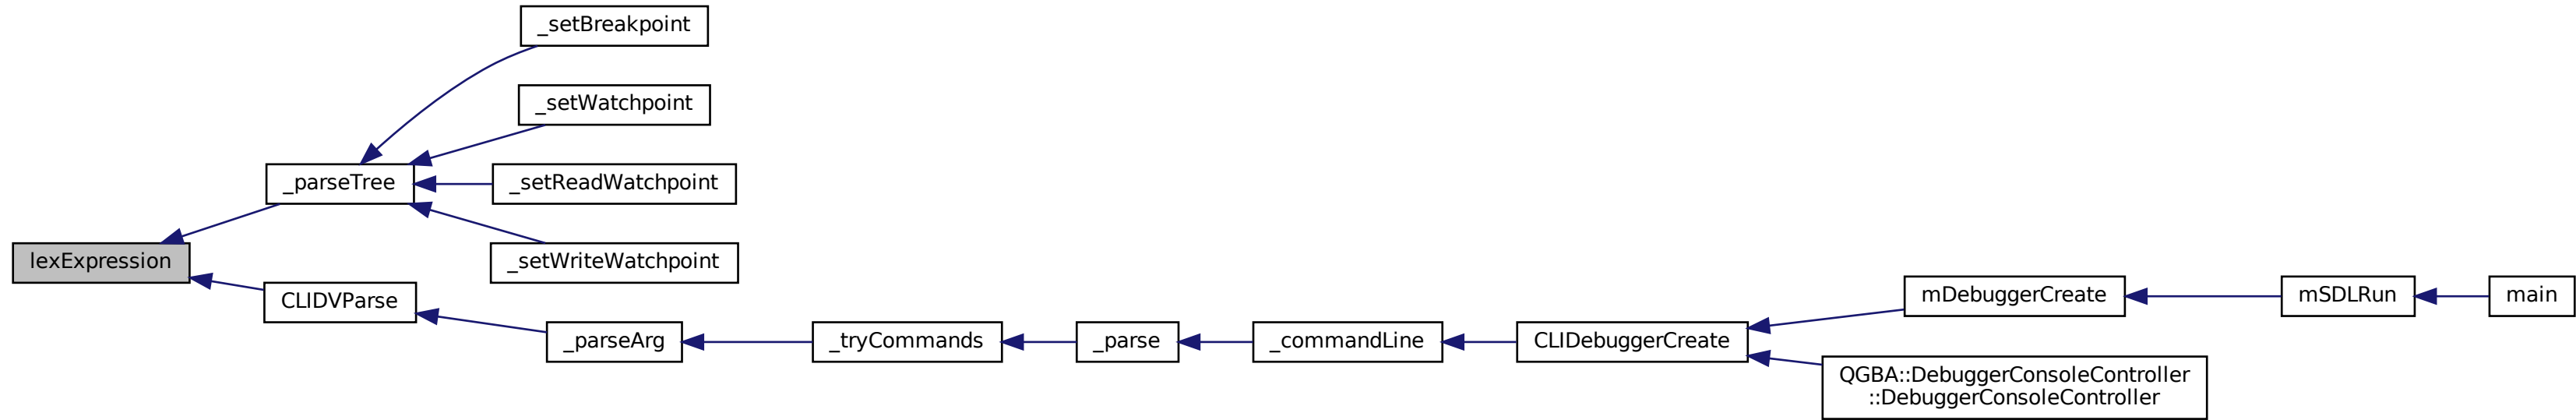 _setBreakpoint
_setWatchpoint
_parseTree
_setReadWatchpoint
lexExpression
_setWriteWatchpoint
CLIDVParse
_parseArg
_tryCommands
_parse
_commandLine
CLIDebuggerCreate
mDebuggerCreate
mSDLRun
main
QGBA::DebuggerConsoleController
::DebuggerConsoleController